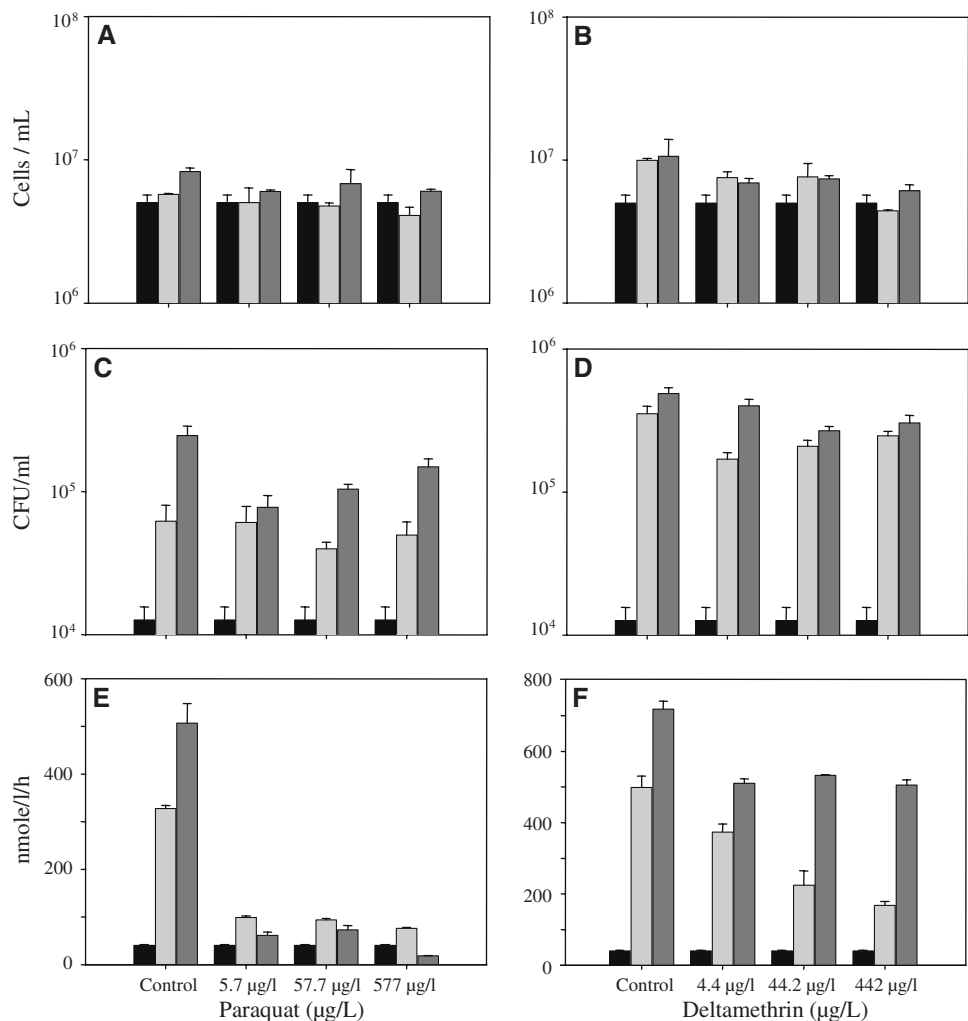 A
B
10^8
10^7
10^6
Cells / mL
10^8
10^7
10^6
C
D
10^6
10^5
10^4
CFU/ml
10^6
10^5
10^4
E
F
600
400
200
0
nmole/l/h
800
600
400
200
0
Control 5.7 µg/l 57.7 µg/l 577 µg/l
Paraquat (µg/L)
Control 4.4 µg/l 44.2 µg/l 442 µg/l
Deltamethrin (µg/L)